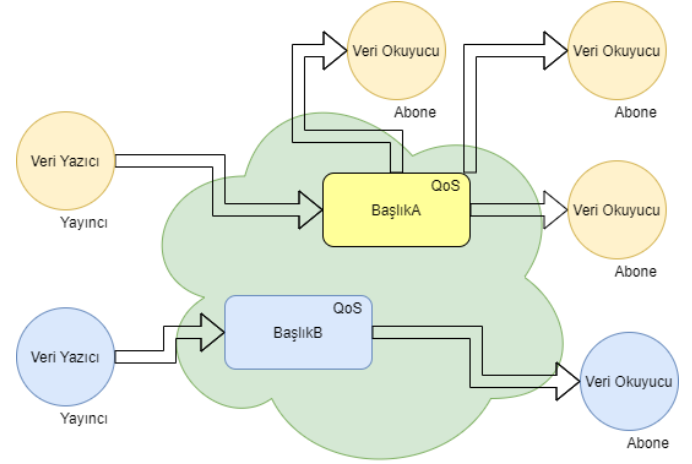 Veri Okuyucu
Abone
Veri Okuyucu
Abone
Veri Yazıcı
Yayıncı
QoS
BaşlıkA
Veri Okuyucu
Abone
QoS
BaşlıkB
Veri Yazıcı
Yayıncı
Veri Okuyucu
Abone